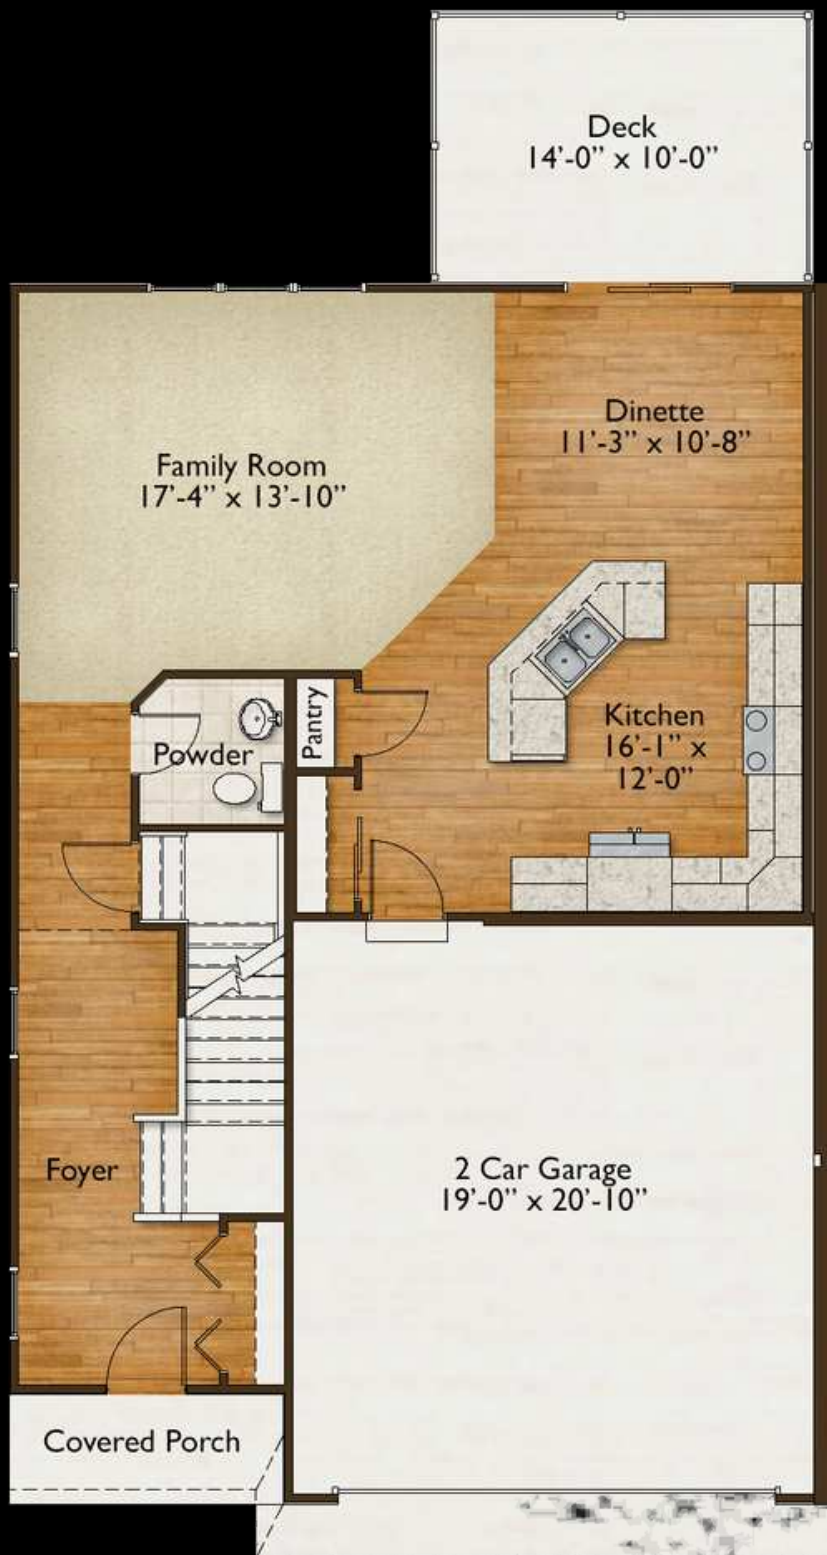 Deck
14’-0” x 10’-0”
Dinette
11’-3” x 10’-8”
Family Room
17’-4” x 13’-10”
Pantry
Powder
Kitchen
16’-1” x
12’-0”
Foyer
2 Car Garage
19’-0” x 20’-10”
Covered Porch